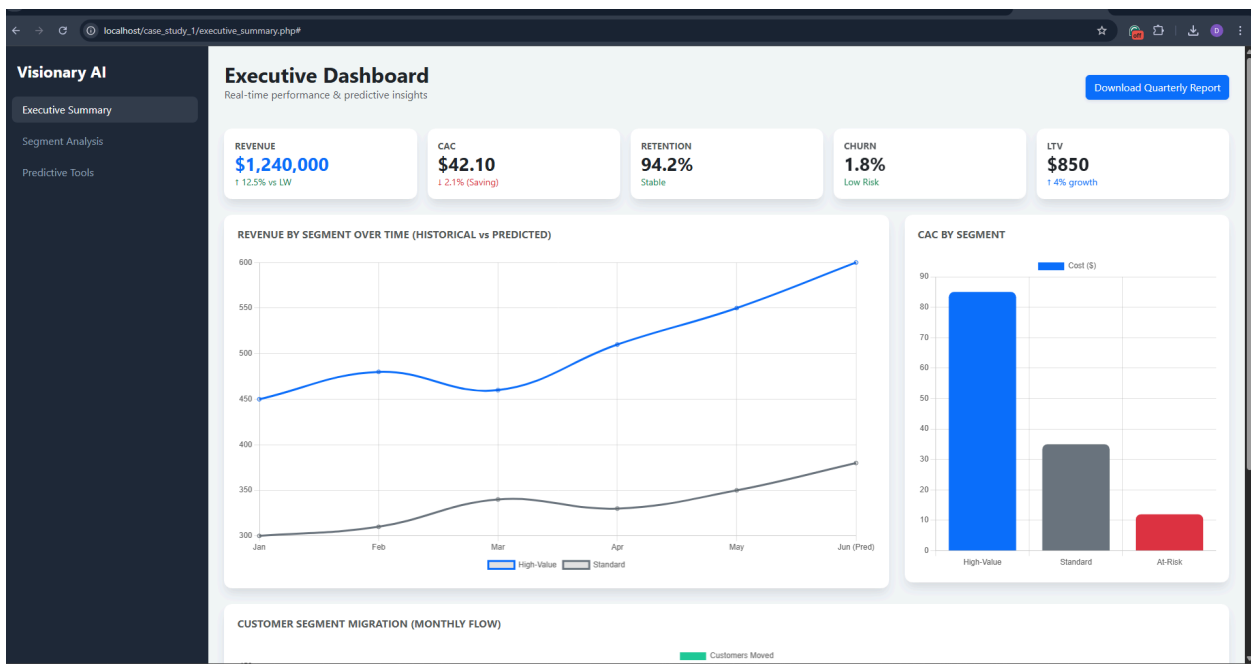 localhost/case_study_1/executive_summary.php#
off
D
Visionary AI
Executive Summary
Segment Analysis
Predictive Tools
Executive Dashboard
Real-time performance & predictive insights
Download Quarterly Report
REVENUE
$1,240,000
↑ 12.5% vs LW
CAC
$42.10
↓ 2.1% (Saving)
RETENTION
94.2%
Stable
CHURN
1.8%
Low Risk
LTV
$850
↑ 4% growth
REVENUE BY SEGMENT OVER TIME (HISTORICAL vs PREDICTED)
600
550
500
450
400
350
300
Jan Feb Mar Apr May Jun (Pred)
High-Value Standard
CAC BY SEGMENT
Cost ($)
90
80
70
60
50
40
30
20
10
0
High-Value Standard At-Risk
CUSTOMER SEGMENT MIGRATION (MONTHLY FLOW)
Customers Moved